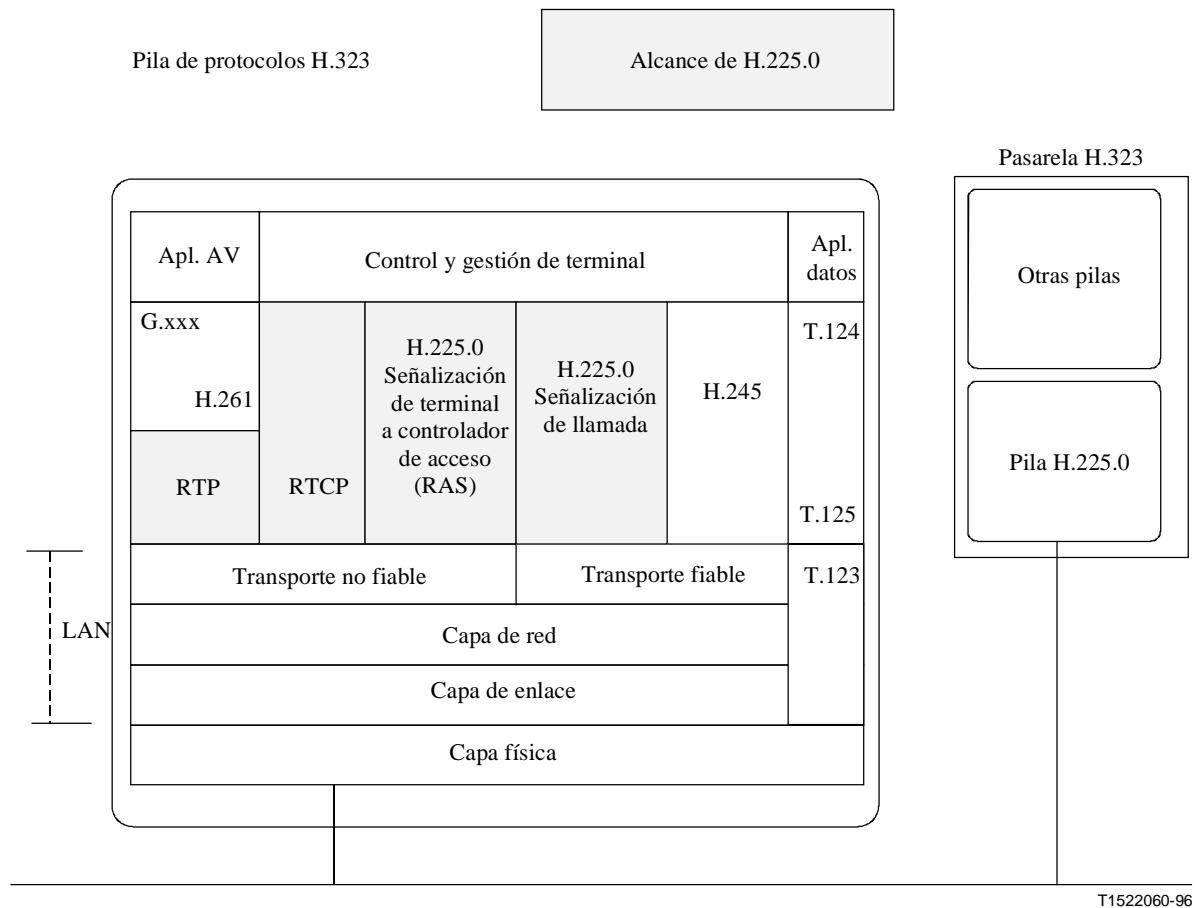 Pila de protocolos H.323
Alcance de H.225.0
Pasarela H.323
Apl. AV
Control y gestión de terminal
Apl.
datos
Otras pilas
G.xxx
H.261
RTP
RTCP
H.225.0
Señalización
de terminal
a controlador
de acceso
(RAS)
H.225.0
Señalización
de llamada
H.245
T.124
T.125
Pila H.225.0
Transporte no fiable
Transporte fiable
T.123
LAN
Capa de red
Capa de enlace
Capa física
T1522060-96